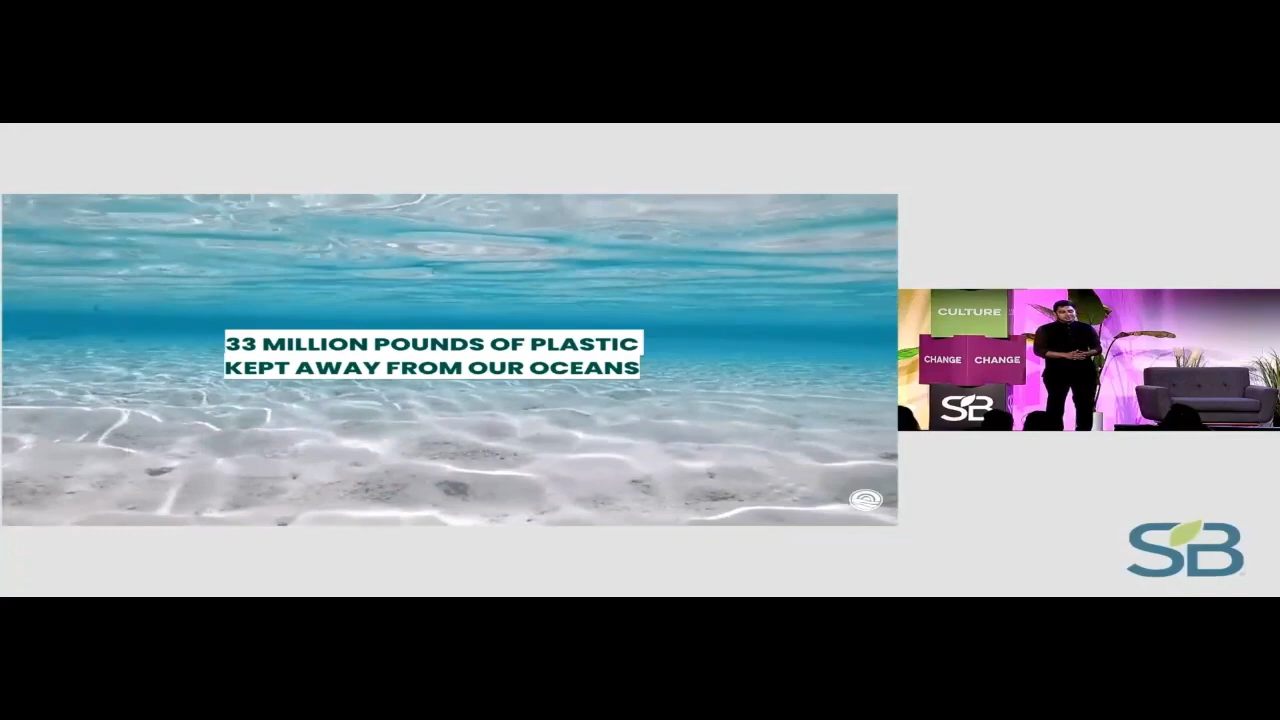 33 MILLION POUNDS OF PLASTIC
KEPT AWAY FROM OUR OCEANS
CULTURE
CHANGE CHANGE
SB
SB